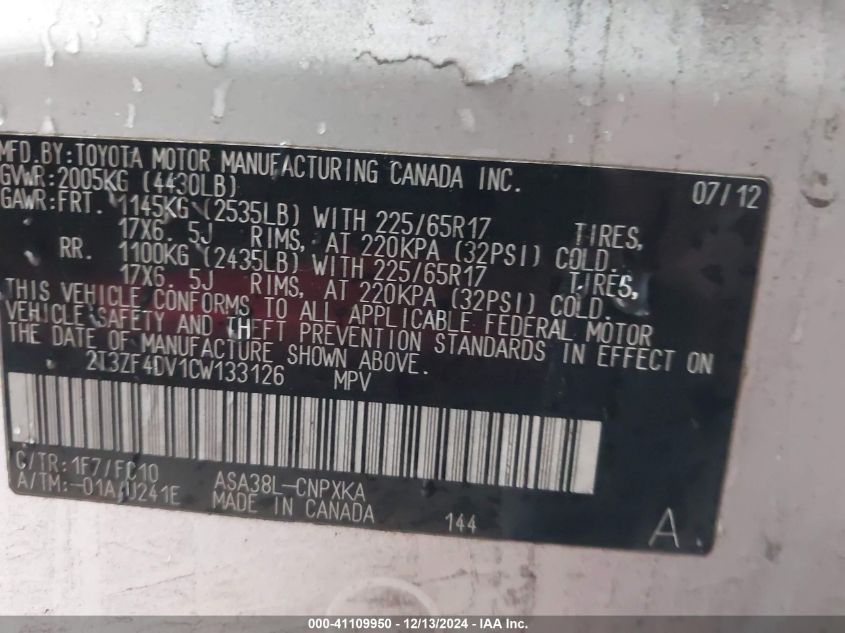 MFD.BY:TOYOTA MOTOR MANUFACTURING CANADA INC. 07/12
GVWR:2005KG (4430LB)
GAWR:FRT. 1145KG (2535LB) WITH 225/65R17 TIRES,
17X6. 5J RIMS, AT 220KPA (32PSI) COLD.
RR. 1100KG (2435LB) WITH 225/65R17 TIRES,
17X6. 5J RIMS, AT 220KPA (32PSI) COLD.
THIS VEHICLE CONFORMS TO ALL APPLICABLE FEDERAL MOTOR
VEHICLE SAFETY AND THEFT PREVENTION STANDARDS IN EFFECT ON
THE DATE OF MANUFACTURE SHOWN ABOVE.
2T3ZF4DV1CW133126 MPV
C/TR:1F7/FC10
A/TM:-01A/U241E ASA38L-CNPXKA
MADE IN CANADA 144 A
000-41109950 - 12/13/2024 - IAA Inc.